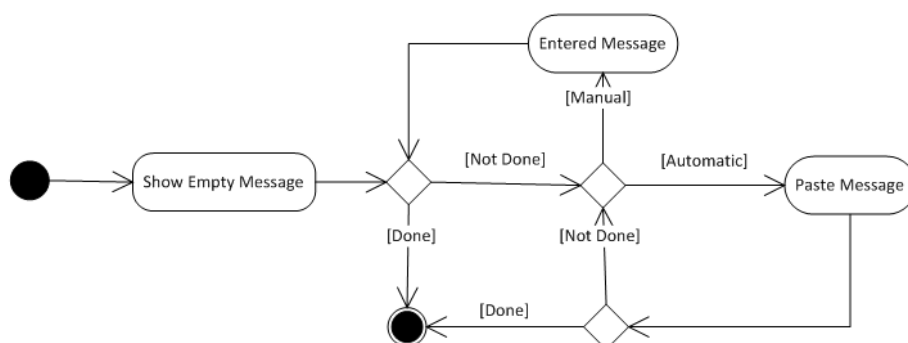 Entered Message
[Manual]
[Not Done]
[Automatic]
Show Empty Message
Paste Message
[Done]
[Not Done]
[Done]